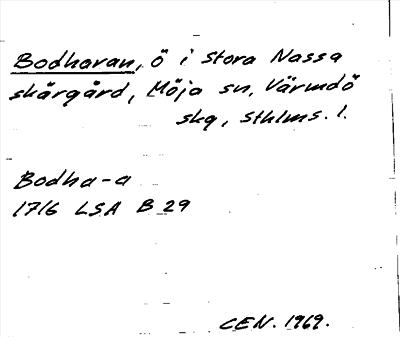 Bodharan, ö i Stora Nassa
skärgård, Möja sn, Värmdö
skg, Sthlms. l.
Bodha-a
1716 LSA B 29
CEN. 1969.